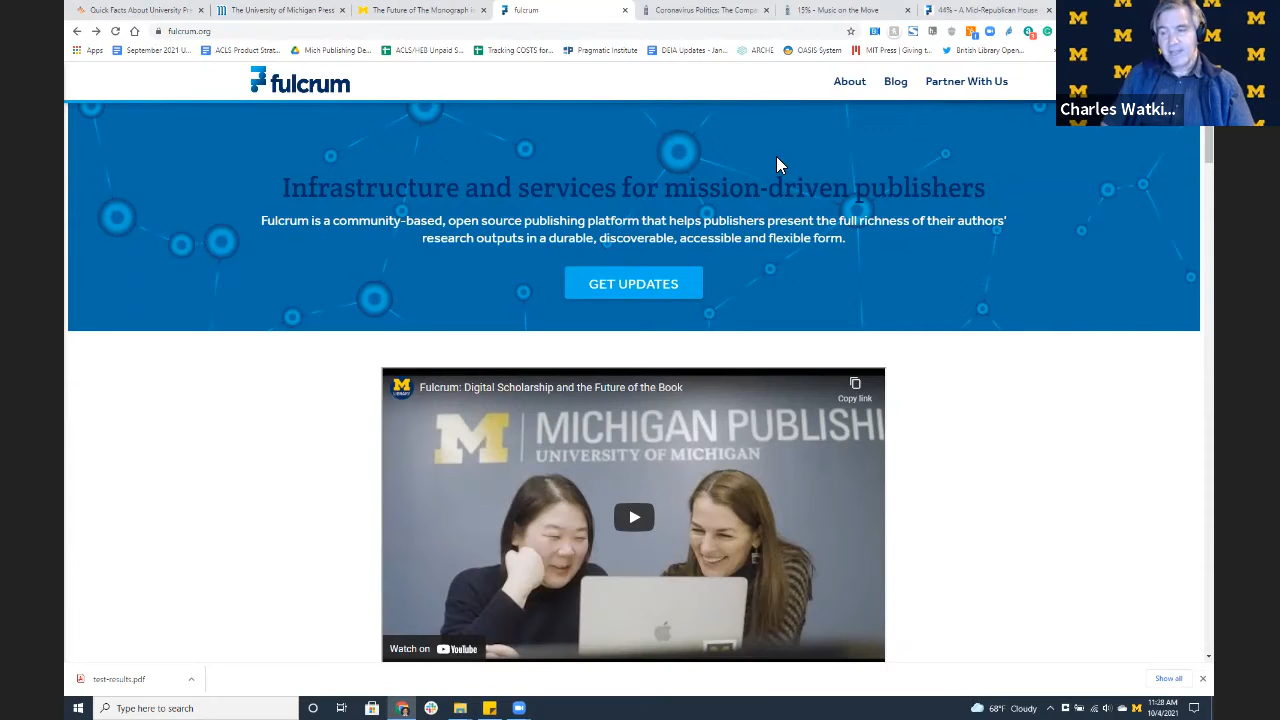 Quick Facts About University Pre
The University of Michigan Press
The Future of The Monograph in
fulcrum
Coronavirus Politics: The Compa
15% - Music on the Move
44% - A Mid-Republican House
fulcrum.org
Apps
September 2021 U...
ACLS Product Stre...
Mich Publishing De...
ACLS/HEB Unpaid S...
Tracking COSTS for...
Pragmatic Institute
DEIA Updates - Jan...
ARCHE
OASIS System
MIT Press | Giving t...
British Library Open...
fulcrum
About
Blog
Partner With Us
Charles Watki...
Infrastructure and services for mission-driven publishers
Fulcrum is a community-based, open source publishing platform that helps publishers present the full richness of their authors'
research outputs in a durable, discoverable, accessible and flexible form.
GET UPDATES
M LIBRARY
Fulcrum: Digital Scholarship and the Future of the Book
Copy link
M MICHIGAN PUBLISHI
UNIVERSITY OF MICHIGAN
Watch on YouTube
test-results.pdf
Show all
Type here to search
68°F Cloudy
11:28 AM
10/4/2021